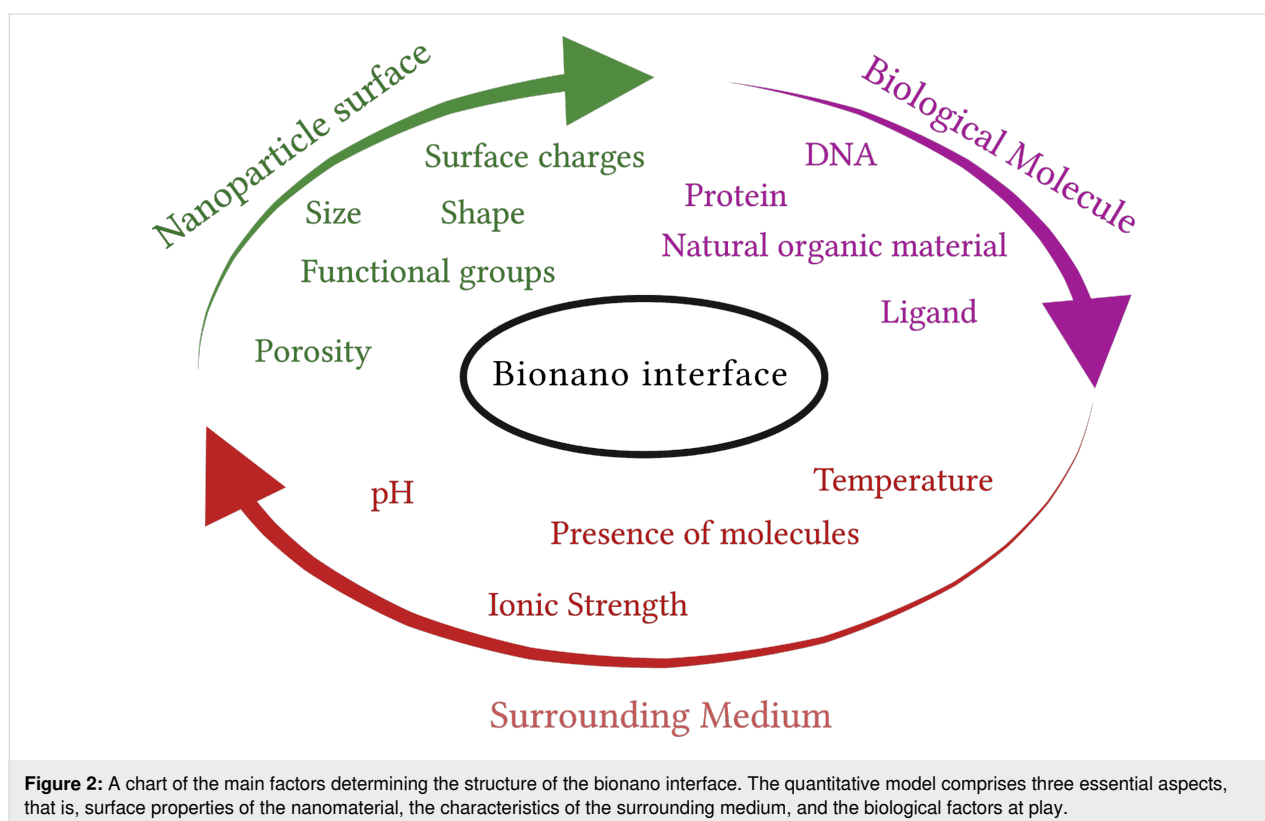 Nanoparticle surface
Surface charges
Size
Shape
Functional groups
Porosity
Biological Molecule
DNA
Protein
Natural organic material
Ligand
Bionano interface
pH
Temperature
Presence of molecules
Ionic Strength
Surrounding Medium
Figure 2: A chart of the main factors determining the structure of the bionano interface. The quantitative model comprises three essential aspects,
that is, surface properties of the nanomaterial, the characteristics of the surrounding medium, and the biological factors at play.